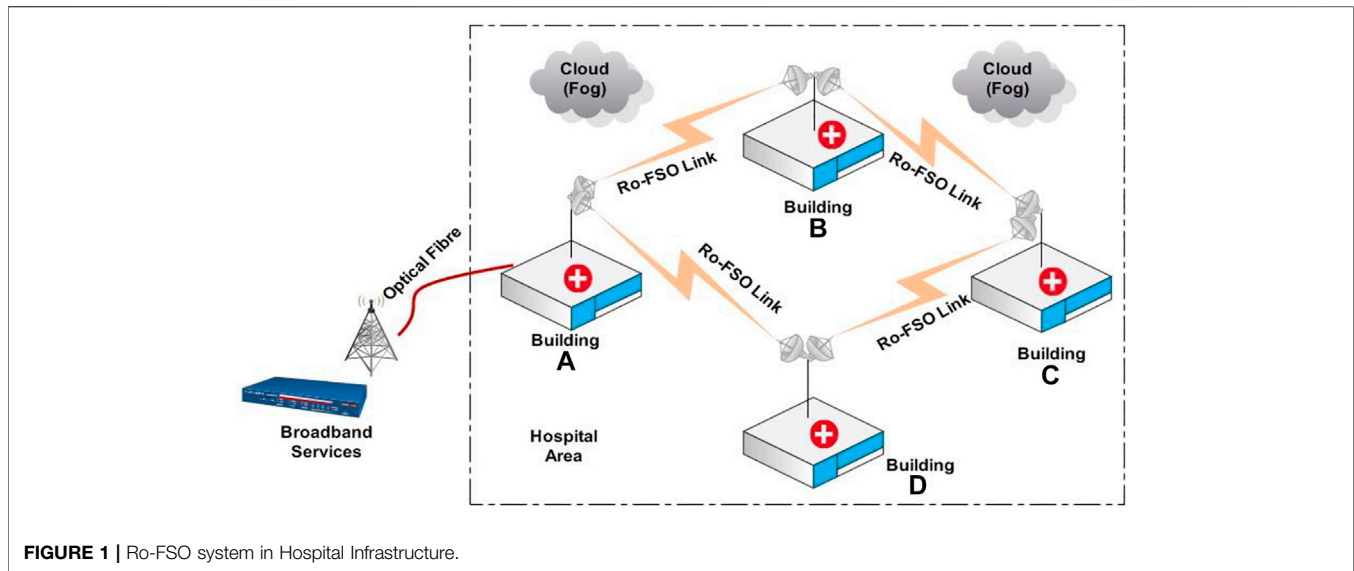 Cloud
(Fog)
Cloud
(Fog)
Ro-FSO Link
Ro-FSO Link
Building
B
Optical Fibre
Ro-FSO Link
Ro-FSO Link
Building
A
Building
C
Broadband
Services
Hospital
Area
Building
D
FIGURE 1 | Ro-FSO system in Hospital Infrastructure.